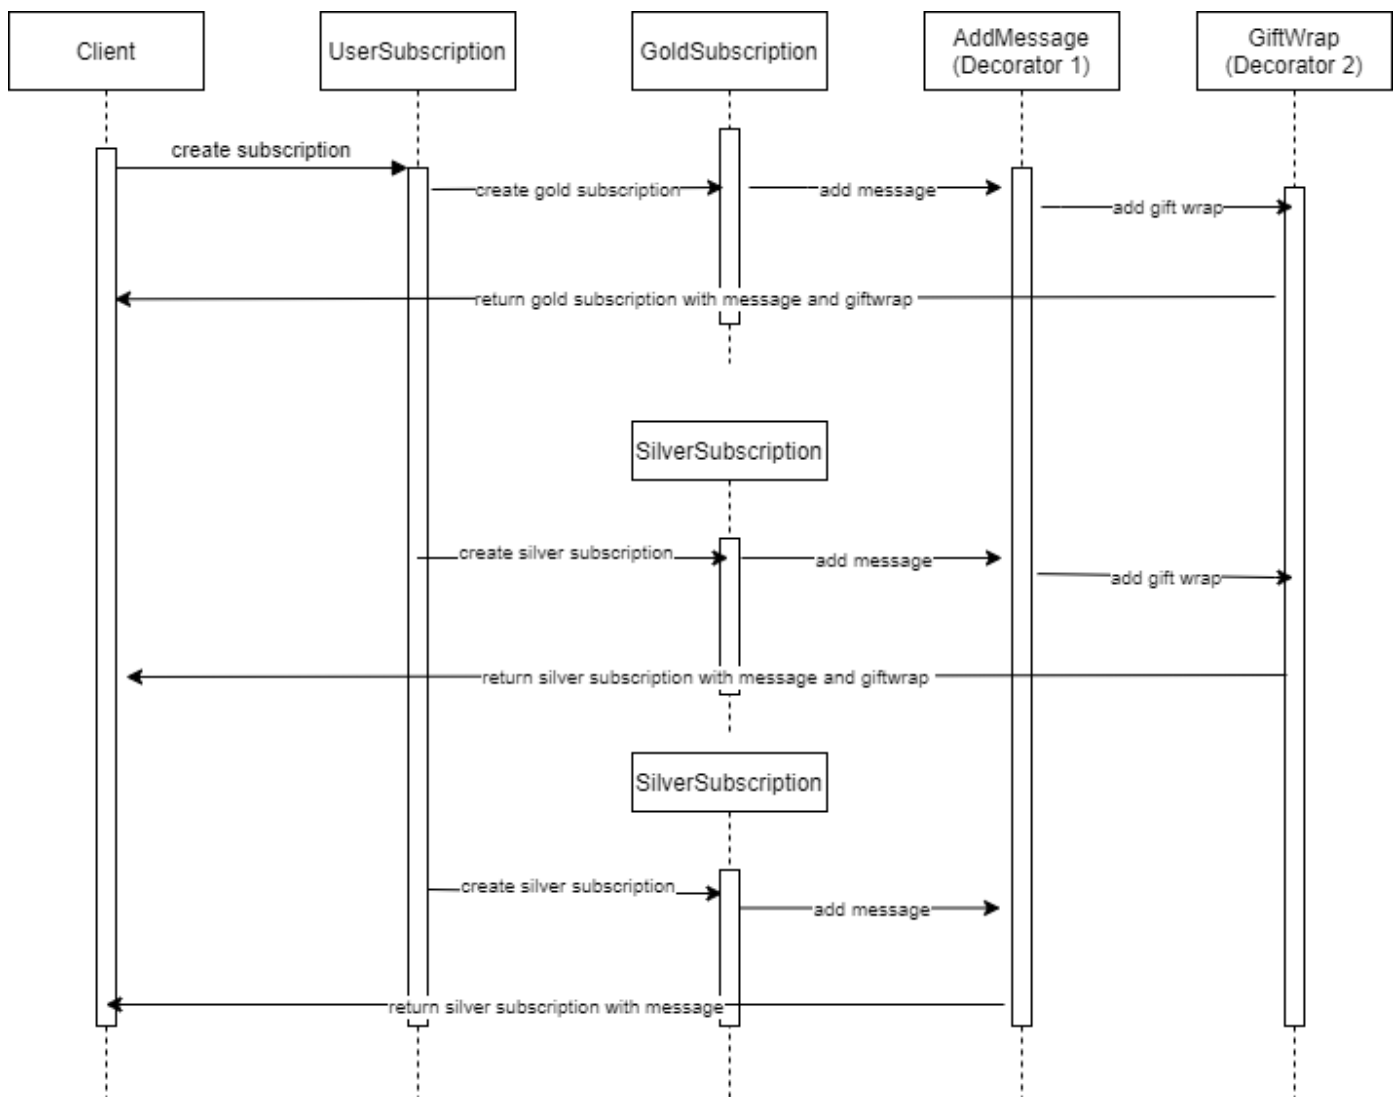 Client
UserSubscription
GoldSubscription
AddMessage
(Decorator 1)
GiftWrap
(Decorator 2)
create subscription
create gold subscription
add message
add gift wrap
return gold subscription with message and giftwrap
SilverSubscription
create silver subscription
add message
add gift wrap
return silver subscription with message and giftwrap
SilverSubscription
create silver subscription
add message
return silver subscription with message